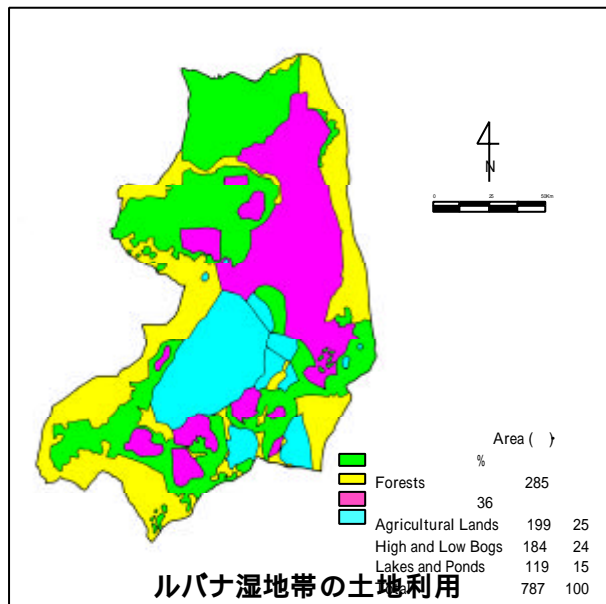 N
0 25 50Km
Area ( )
%
Forests 285
36
Agricultural Lands 199 25
High and Low Bogs 184 24
Lakes and Ponds 119 15
787 100
ルバナ湿地帯の土地利用